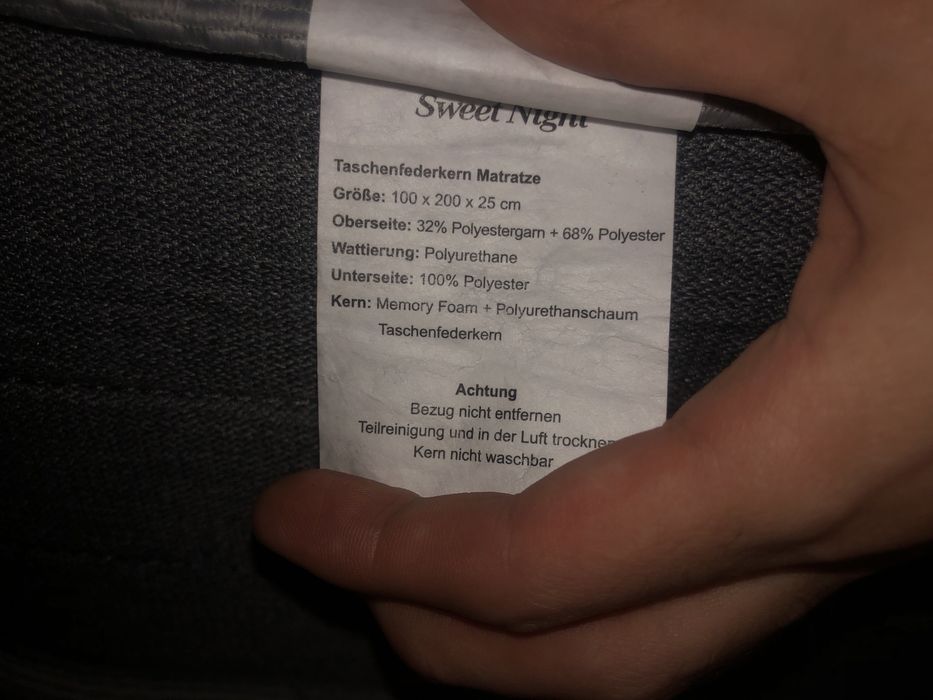 Sweet Night
Taschenfederkern Matratze
Größe: 100 x 200 x 25 cm
Oberseite: 32% Polyestergarn + 68% Polyester
Wattierung: Polyurethane
Unterseite: 100% Polyester
Kern: Memory Foam + Polyurethanschaum
Taschenfederkern
Achtung
Bezug nicht entfernen
Teilreinigung und in der Luft trocknen
Kern nicht waschbar